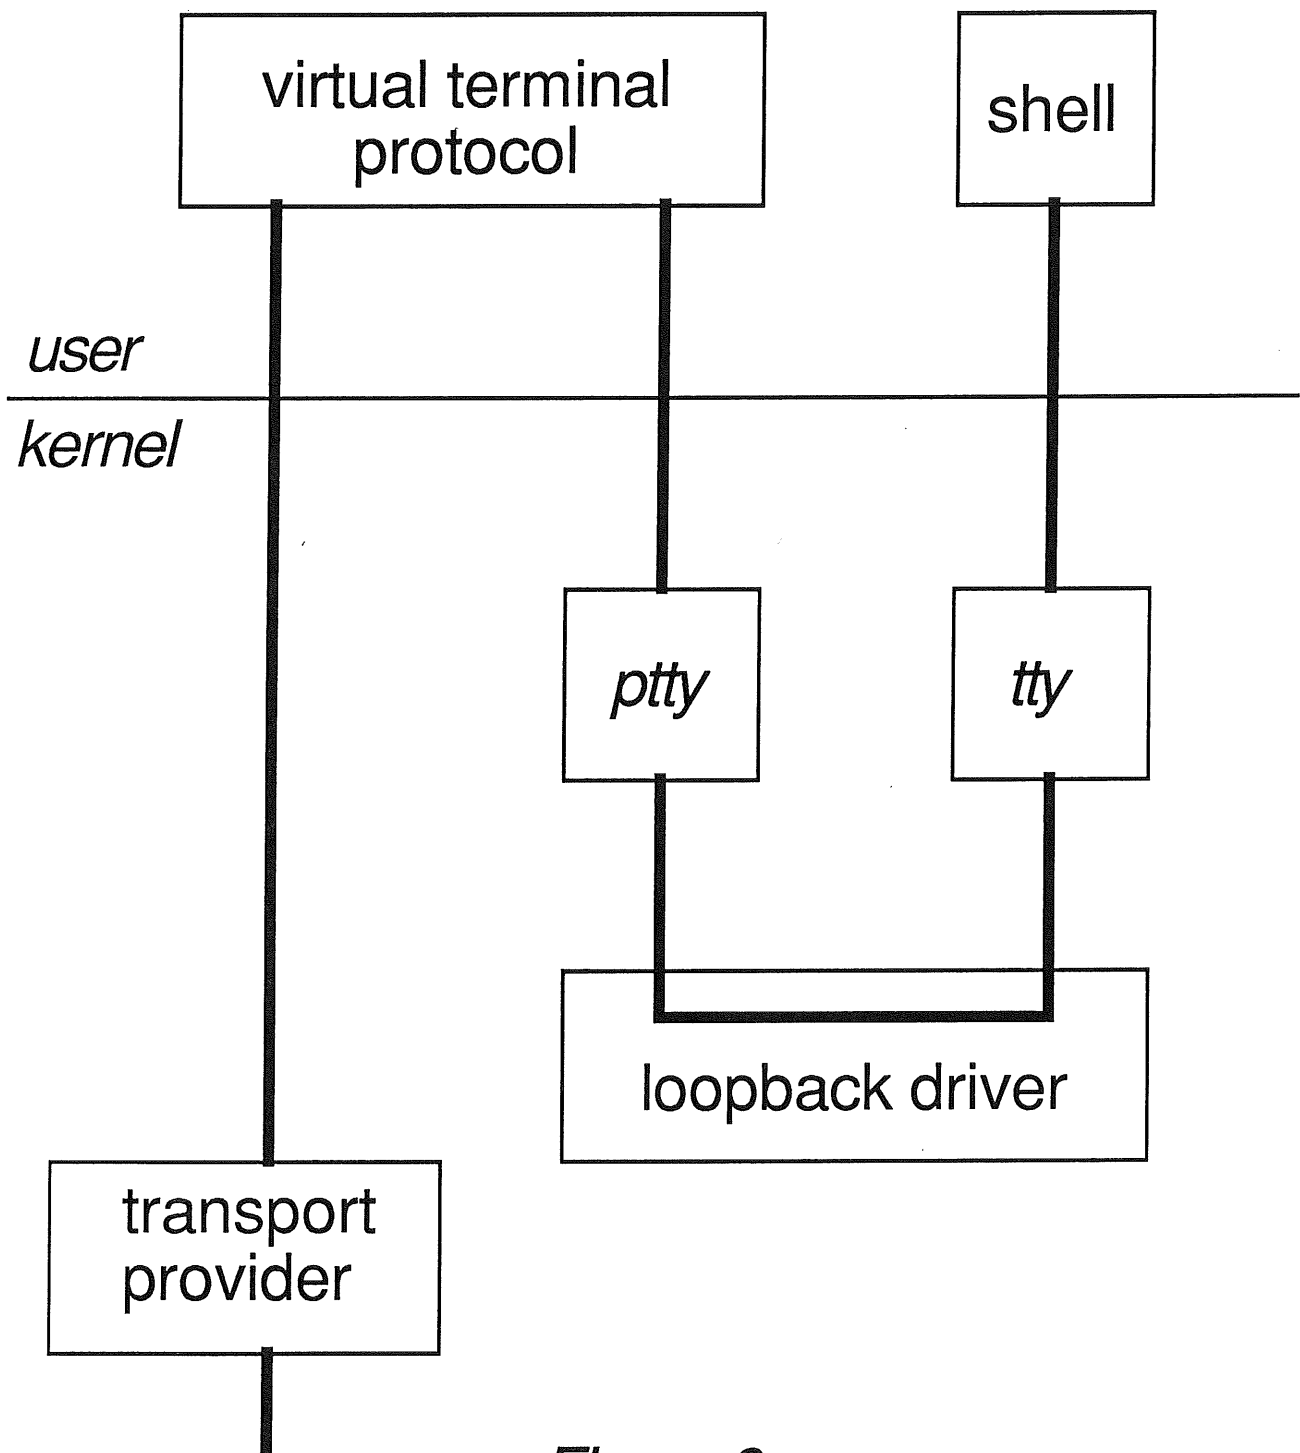 virtual terminal
protocol
shell
user
kernel
ptty
tty
loopback driver
transport
provider